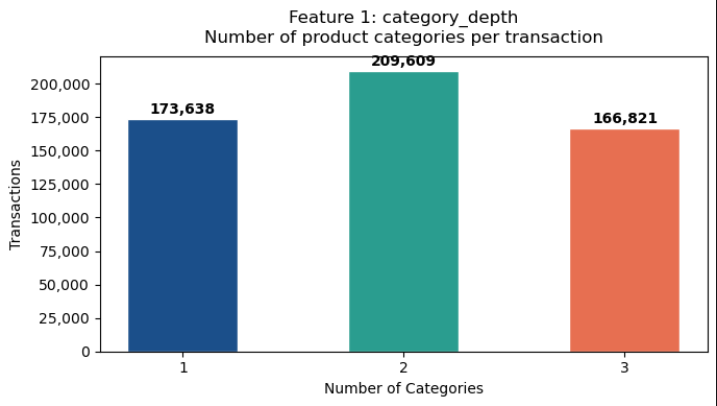 Feature 1: category_depth
Number of product categories per transaction
209,609
173,638
166,821
200,000
175,000
150,000
125,000
100,000
75,000
50,000
25,000
0
Transactions
1 2 3
Number of Categories